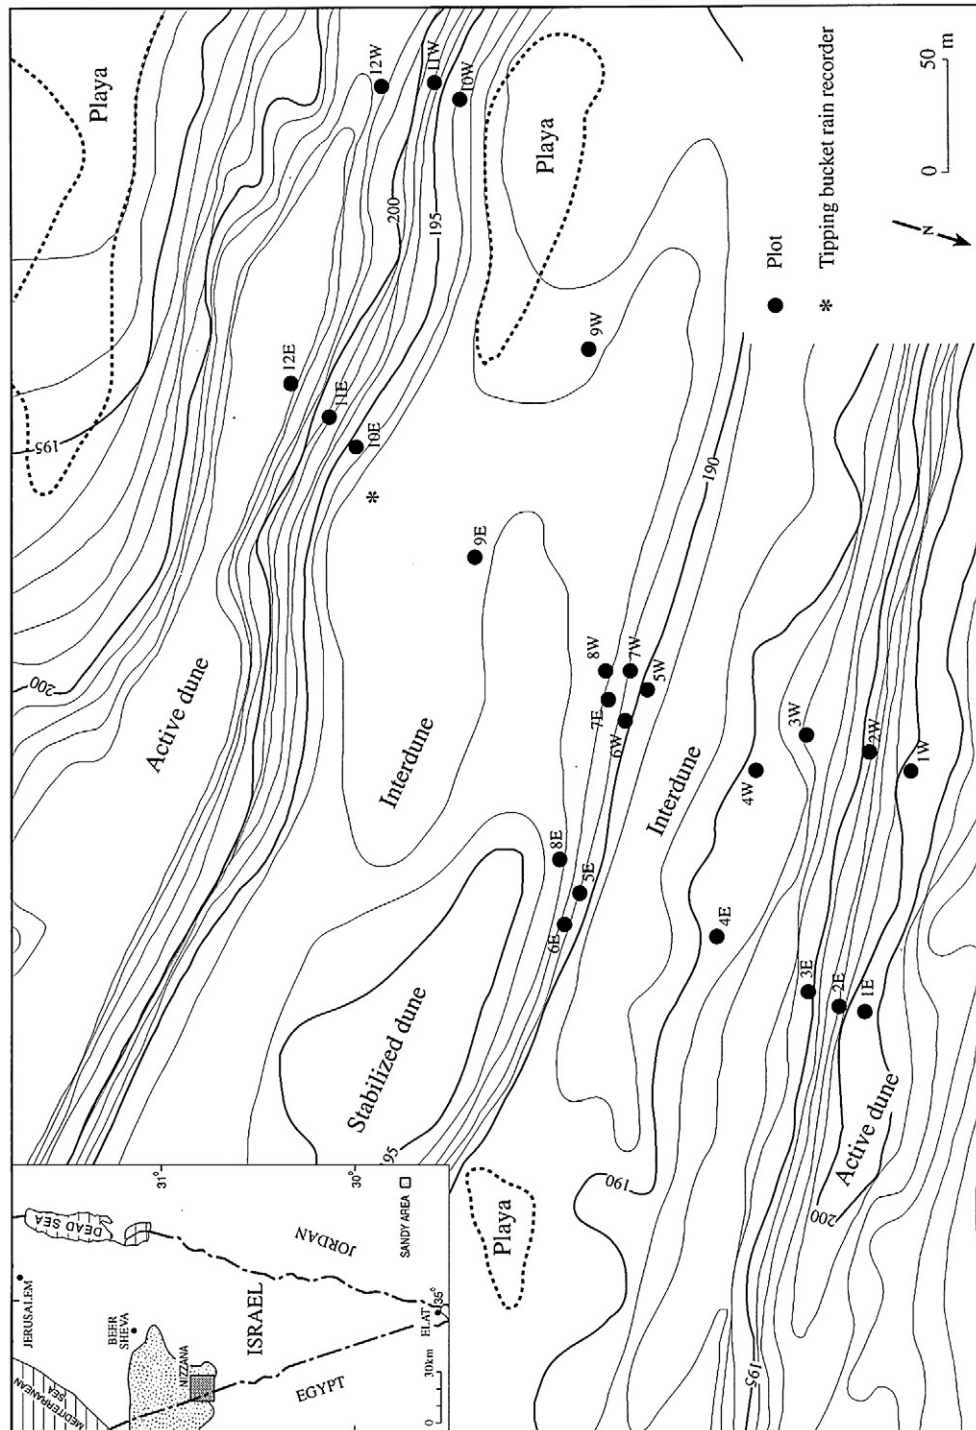 12W
11W
10W
Playa
Playa
200
195
50
m
0
N
Plot
Tipping bucket rain recorder
12E
11E
10E
9W
9E
195
200
190
Active dune
Interdune
8W
7W
5W
7E
6W
Interdune
3W
4W
2W
1W
8E
5E
6E
4E
3E
2E
1E
Stabilized dune
195
Active dune
200
190
Playa
195
JERUSALEM
DEAD SEA
MEDITERRANEAN
SEA
BEER
SHEVA
NIZZANA
ISRAEL
JORDAN
EGYPT
ELAT
31°
30°
35°
SANDY AREA
0
30km